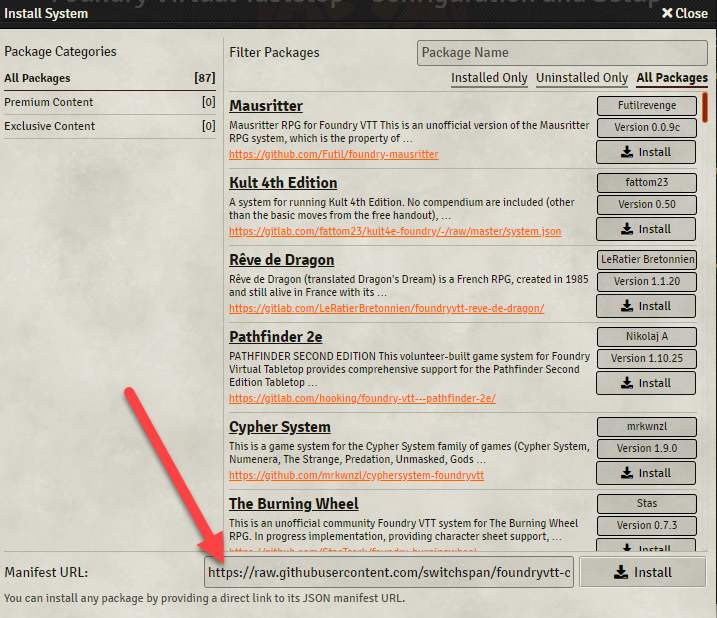 Install System
Close
Package Categories
All Packages [87]
Premium Content [0]
Exclusive Content [0]
Filter Packages
Package Name
Installed Only Uninstalled Only All Packages
Mausritter
Futilrevenge
Mausritter RPG for Foundry VTT This is an unofficial version of the Mausritter
RPG system, which is the property of ...
Version 0.0.9c
https://github.com/Futil/foundry-mausritter
Install
Kult 4th Edition
fattom23
A system for running Kult 4th Edition. No compendium are included (other
than the basic moves from the free handout), ...
Version 0.50
https://gitlab.com/fattom23/kult4e-foundry/-/raw/master/system.json
Install
Rêve de Dragon
LeRatier Bretonnien
Rêve de Dragon (translated Dragon's Dream) is a French RPG, created in 1985
and still alive in France with its ...
Version 1.1.20
https://gitlab.com/LeRatierBretonnien/foundryvtt-reve-de-dragon/
Install
Pathfinder 2e
Nikolaj A
PATHFINDER SECOND EDITION This volunteer-built game system for Foundry
Virtual Tabletop provides comprehensive support for the Pathfinder Second
Edition Tabletop ...
Version 1.10.25
https://gitlab.com/hooking/foundry-vtt---pathfinder-2e/
Install
Cypher System
mrkwnzl
This is a game system for the Cypher System family of games (Cypher System,
Numenera, The Strange, Predation, Unmasked, Gods ...
Version 1.9.0
https://github.com/mrkwnzl/cyphersystem-foundryvtt
Install
The Burning Wheel
Stas
This is an unofficial community Foundry VTT system for The Burning Wheel
RPG. In progress implementation, providing character sheet support, ...
Version 0.7.3
Install
Manifest URL:
https://raw.githubusercontent.com/switchspan/foundryvtt-c
Install
You can install any package by providing a direct link to its JSON manifest URL.